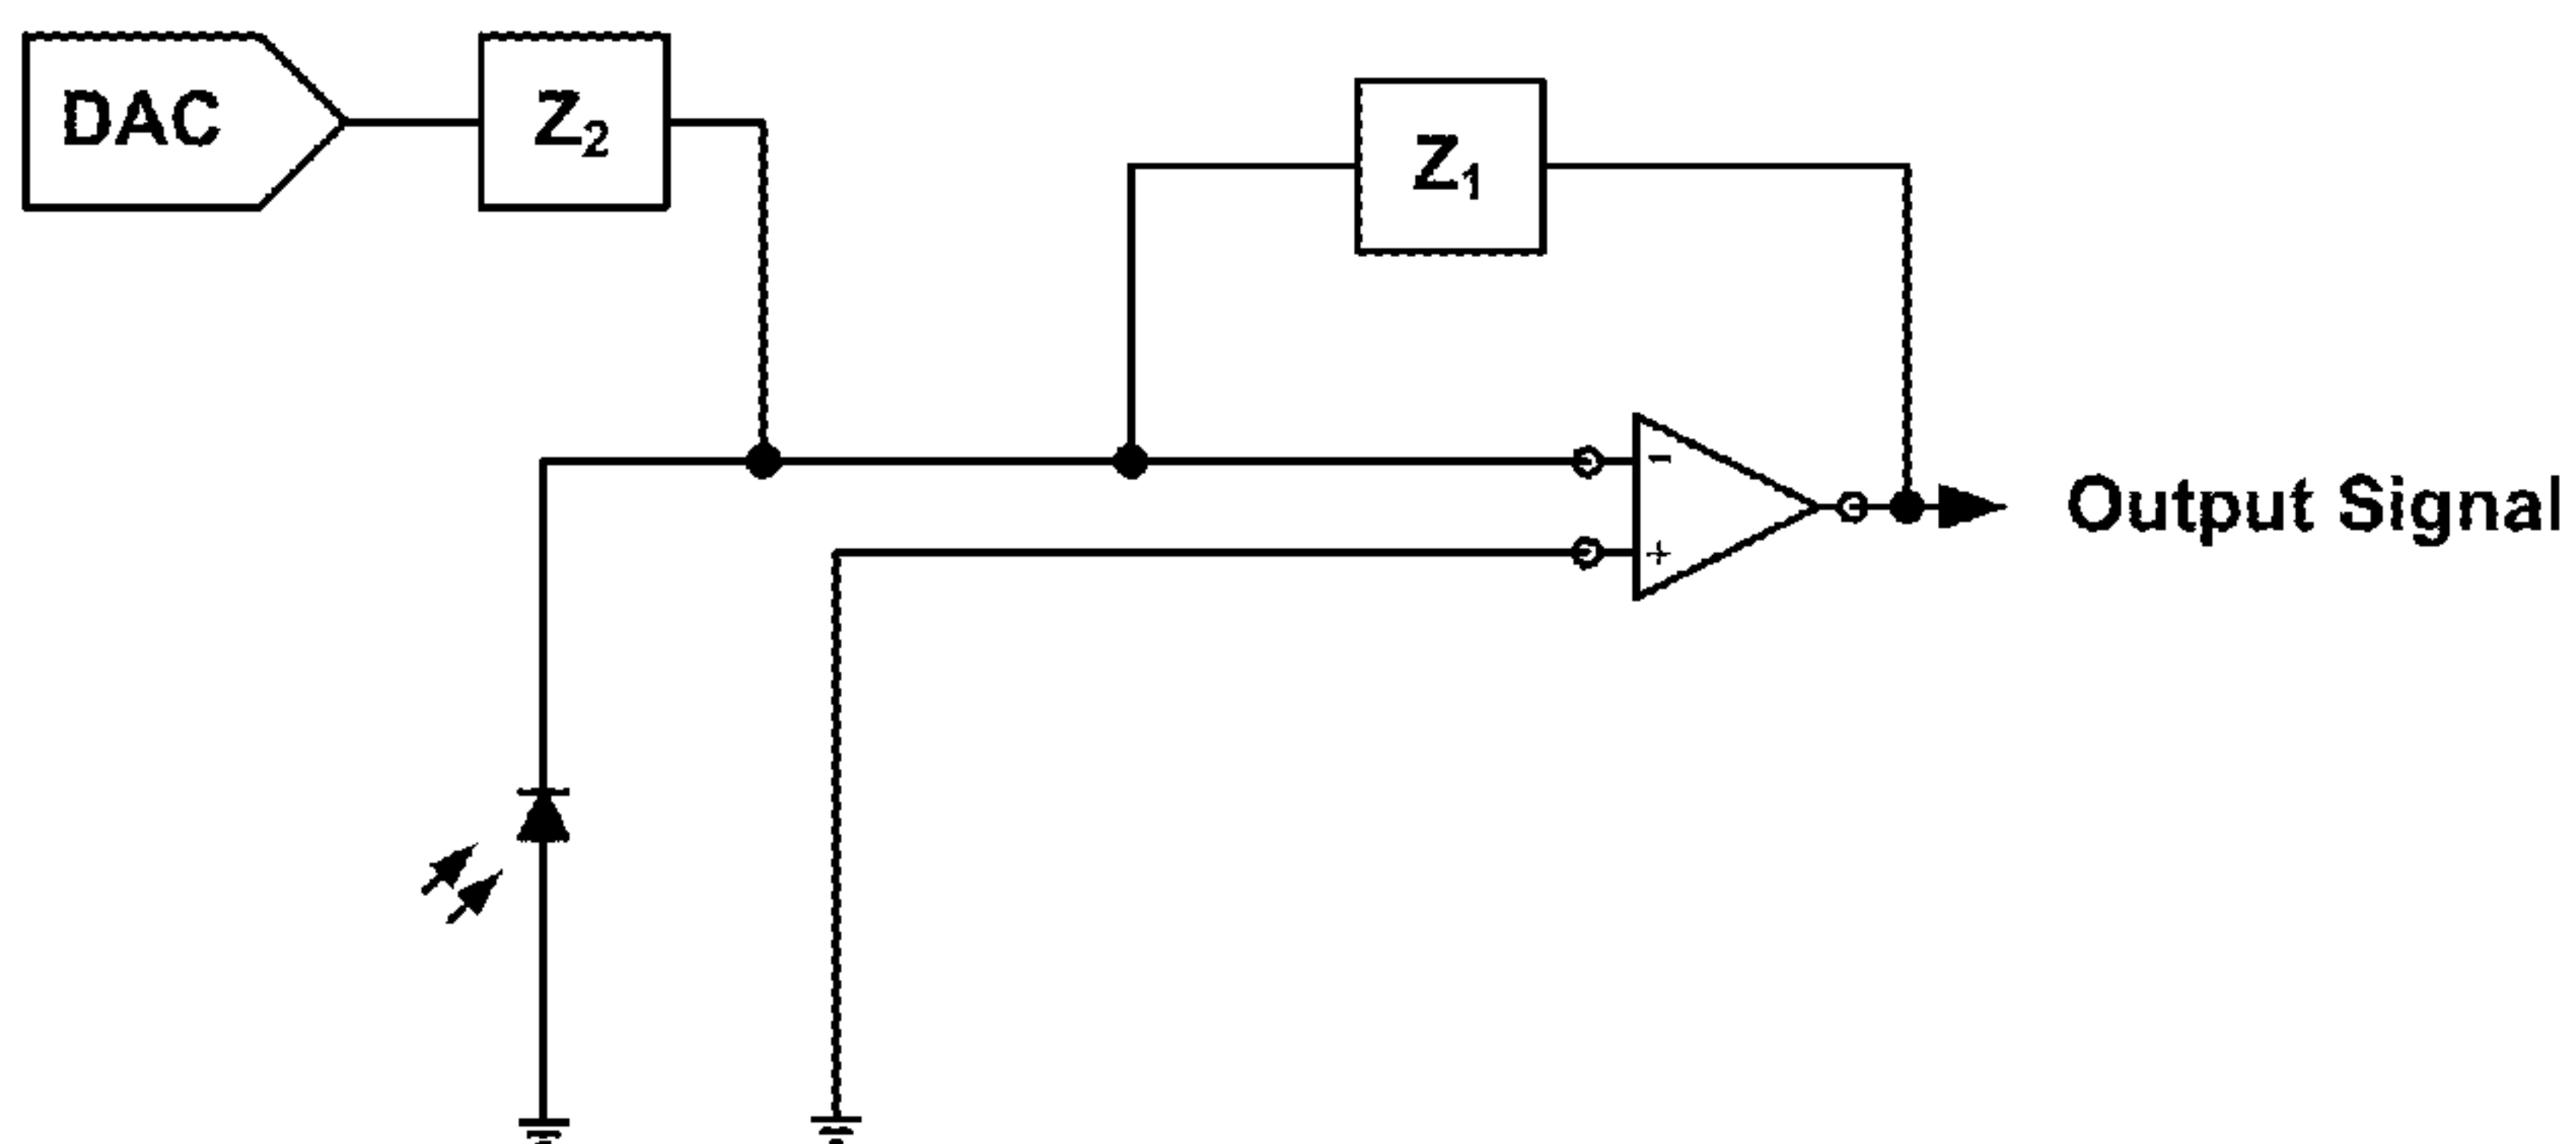 DAC
Z₂
Z₁
-
+
Output Signal